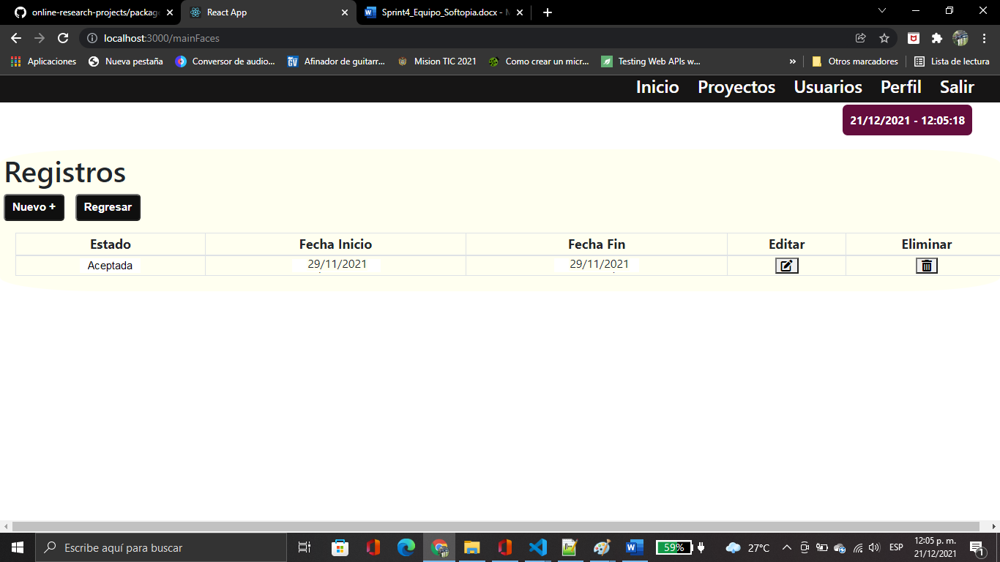 online-research-projects/packag
React App
Sprint4_Equipo_Softopia.docx - M
localhost:3000/mainFaces
Aplicaciones
Nueva pestaña
Conversor de audio...
Afinador de guitarr...
Mision TIC 2021
Como crear un micr...
Testing Web APIs w...
»
Otros marcadores
Lista de lectura
Inicio Proyectos Usuarios Perfil Salir
21/12/2021 - 12:05:18
Registros
Nuevo + Regresar
Estado Fecha Inicio Fecha Fin Editar Eliminar
Aceptada 29/11/2021 29/11/2021
Escribe aquí para buscar
59%
27°C
ESP
12:05 p. m.
21/12/2021
1